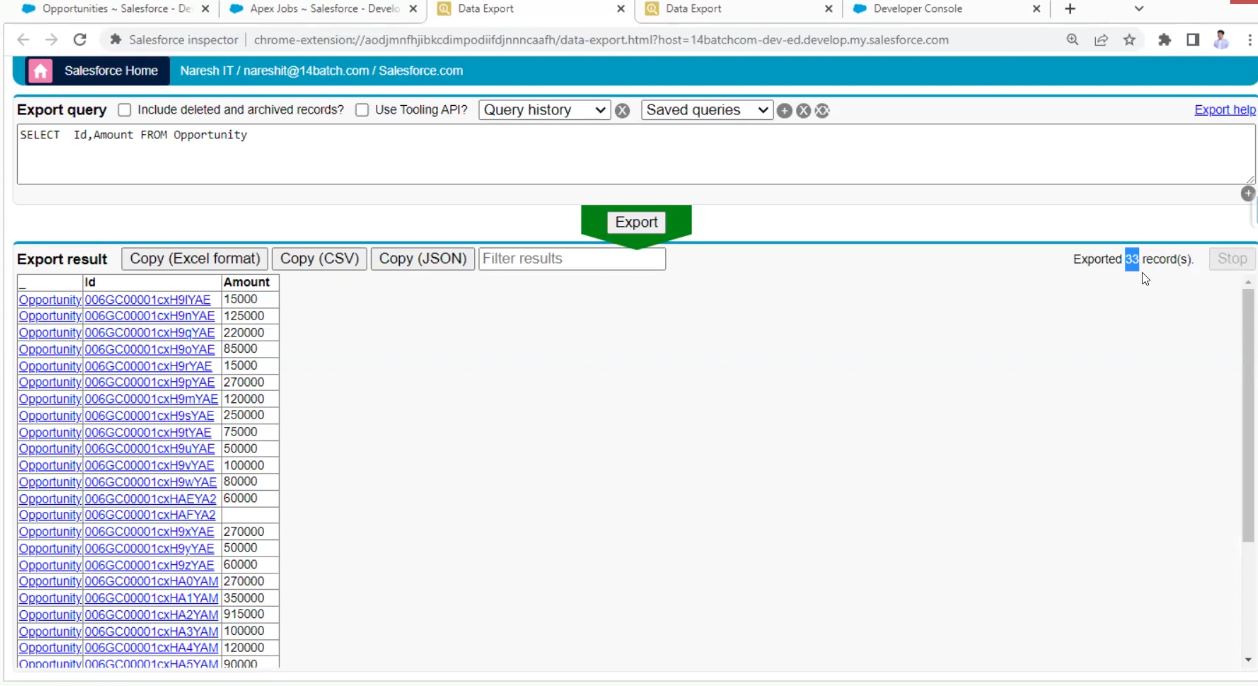 Opportunities ~ Salesforce - De
Apex Jobs ~ Salesforce - Develo
Data Export
Data Export
Developer Console
Salesforce inspector
chrome-extension://aodjmnfhjibkcdimpodiifdjnnncaafh/data-export.html?host=14batchcom-dev-ed.develop.my.salesforce.com
Salesforce Home
Naresh IT / nareshit@14batch.com / Salesforce.com
Export query Include deleted and archived records? Use Tooling API? Query history Saved queries Export help
SELECT Id,Amount FROM Opportunity
Export
Export result Copy (Excel format) Copy (CSV) Copy (JSON) Filter results Exported 33 record(s). Stop
_ Id Amount
Opportunity 006GC00001cxH9lYAE 15000
Opportunity 006GC00001cxH9nYAE 125000
Opportunity 006GC00001cxH9qYAE 220000
Opportunity 006GC00001cxH9oYAE 85000
Opportunity 006GC00001cxH9rYAE 15000
Opportunity 006GC00001cxH9pYAE 270000
Opportunity 006GC00001cxH9mYAE 120000
Opportunity 006GC00001cxH9sYAE 250000
Opportunity 006GC00001cxH9tYAE 75000
Opportunity 006GC00001cxH9uYAE 50000
Opportunity 006GC00001cxH9vYAE 100000
Opportunity 006GC00001cxH9wYAE 80000
Opportunity 006GC00001cxHAEYA2 60000
Opportunity 006GC00001cxHAFYA2
Opportunity 006GC00001cxH9xYAE 270000
Opportunity 006GC00001cxH9yYAE 50000
Opportunity 006GC00001cxH9zYAE 60000
Opportunity 006GC00001cxHA0YAM 270000
Opportunity 006GC00001cxHA1YAM 350000
Opportunity 006GC00001cxHA2YAM 915000
Opportunity 006GC00001cxHA3YAM 100000
Opportunity 006GC00001cxHA4YAM 120000
Opportunity 006GC00001cxHA5YAM 90000